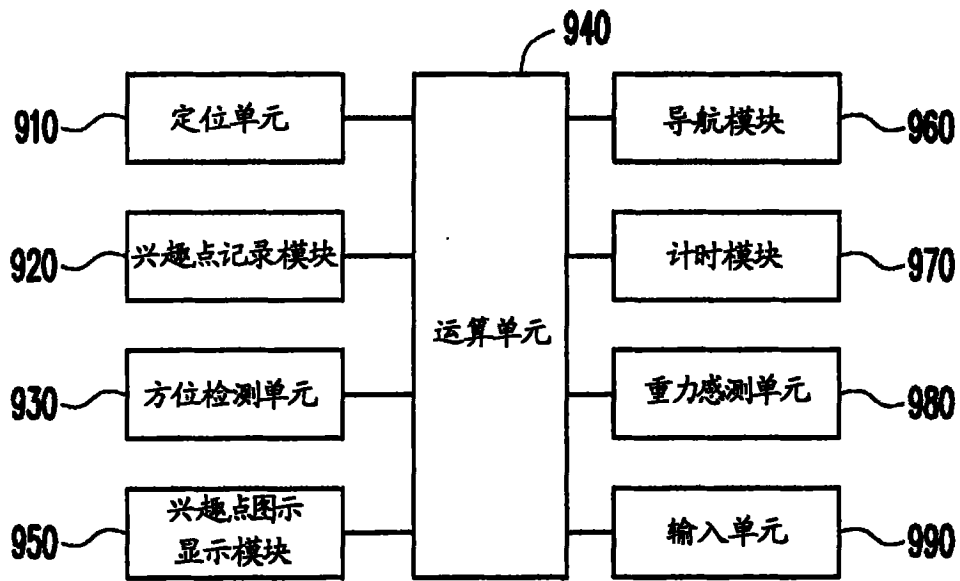 940
910
定位单元
导航模块
960
920
兴趣点记录模块
计时模块
970
运算单元
930
方位检测单元
重力感测单元
980
950
兴趣点图示
显示模块
输入单元
990